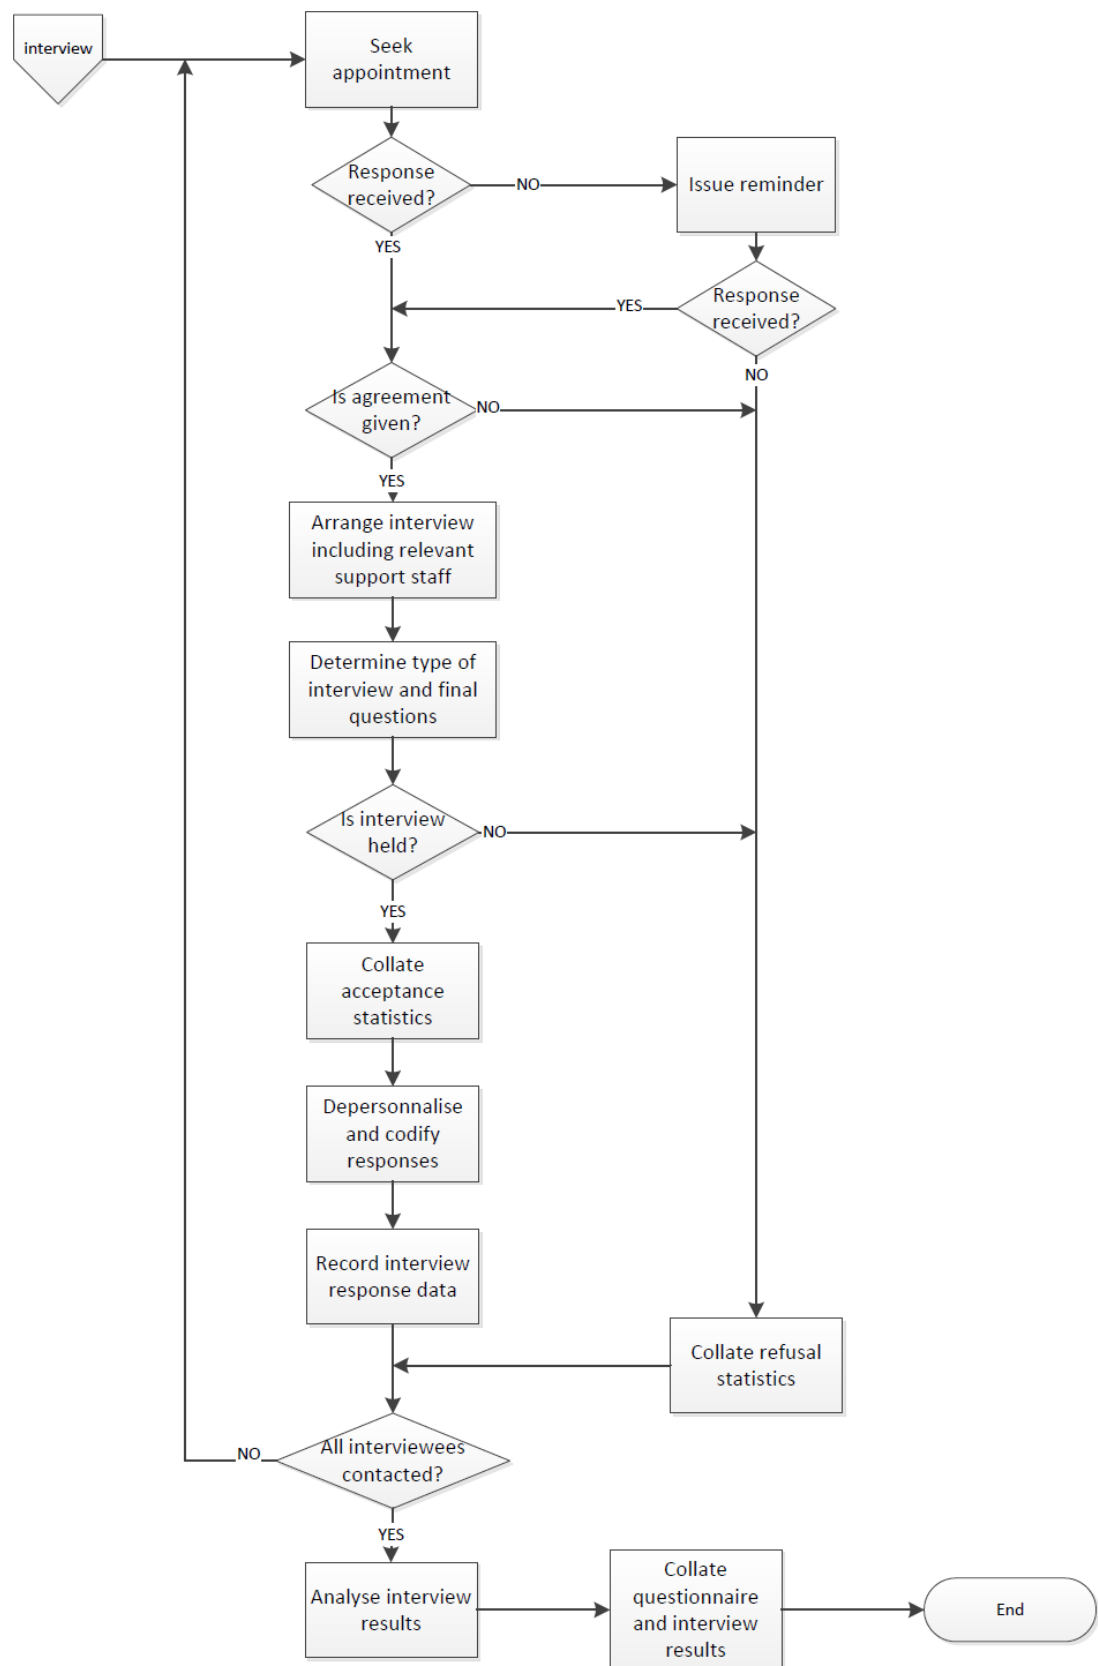 interview
Seek
appointment
Response
received?
NO
Issue reminder
YES
Response
received?
YES
NO
Is agreement
given?
NO
YES
Arrange interview
including relevant
support staff
Determine type of
interview and final
questions
Is interview
held?
NO
YES
Collate
acceptance
statistics
Depersonnalise
and codify
responses
Record interview
response data
Collate refusal
statistics
All interviewees
contacted?
NO
YES
Analyse interview
results
Collate
questionnaire
and interview
results
End